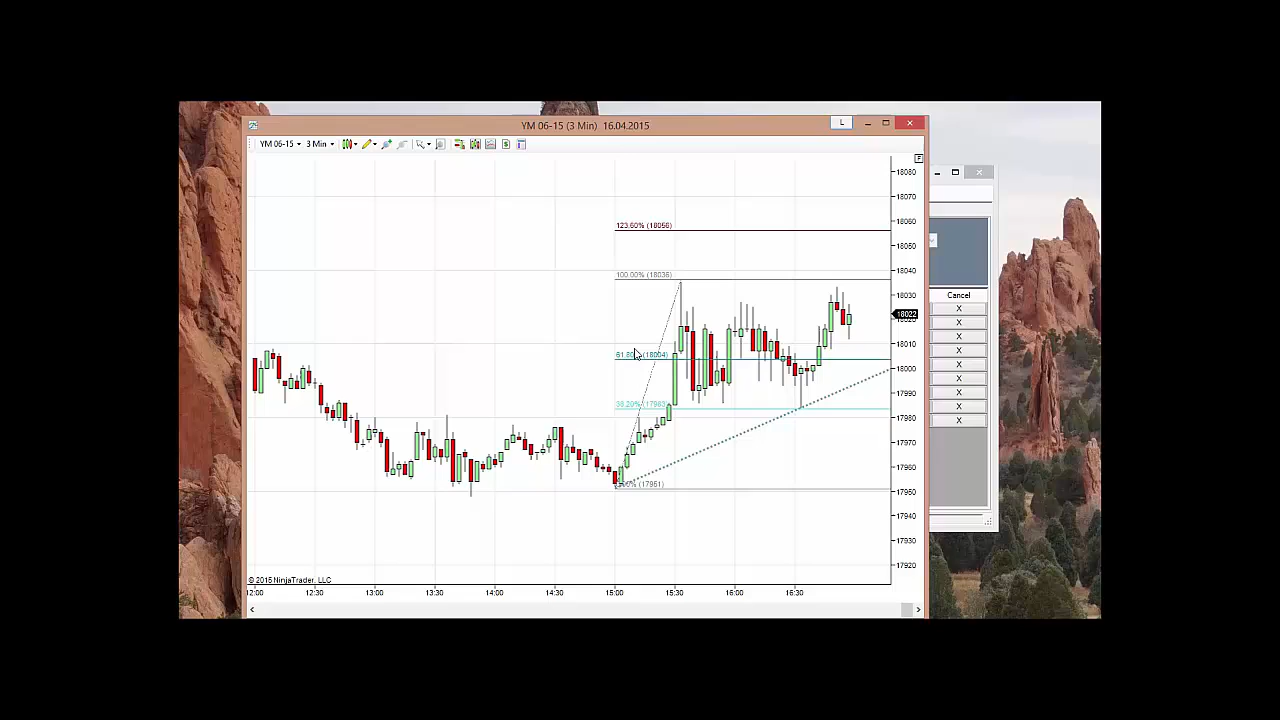 YM 06-15 (3 Min) 16.04.2015
L
YM 06-15 3 Min
F
18080
18070
18060
18050
18040
18030
18022
18010
18000
17990
17980
17970
17960
17950
17940
17930
17920
123.60% (18056)
100.00% (18036)
61.80% (18004)
38.20% (17983)
(17951)
© 2015 NinjaTrader, LLC
12:00 12:30 13:00 13:30 14:00 14:30 15:00 15:30 16:00 16:30
Cancel
X
X
X
X
X
X
X
X
X